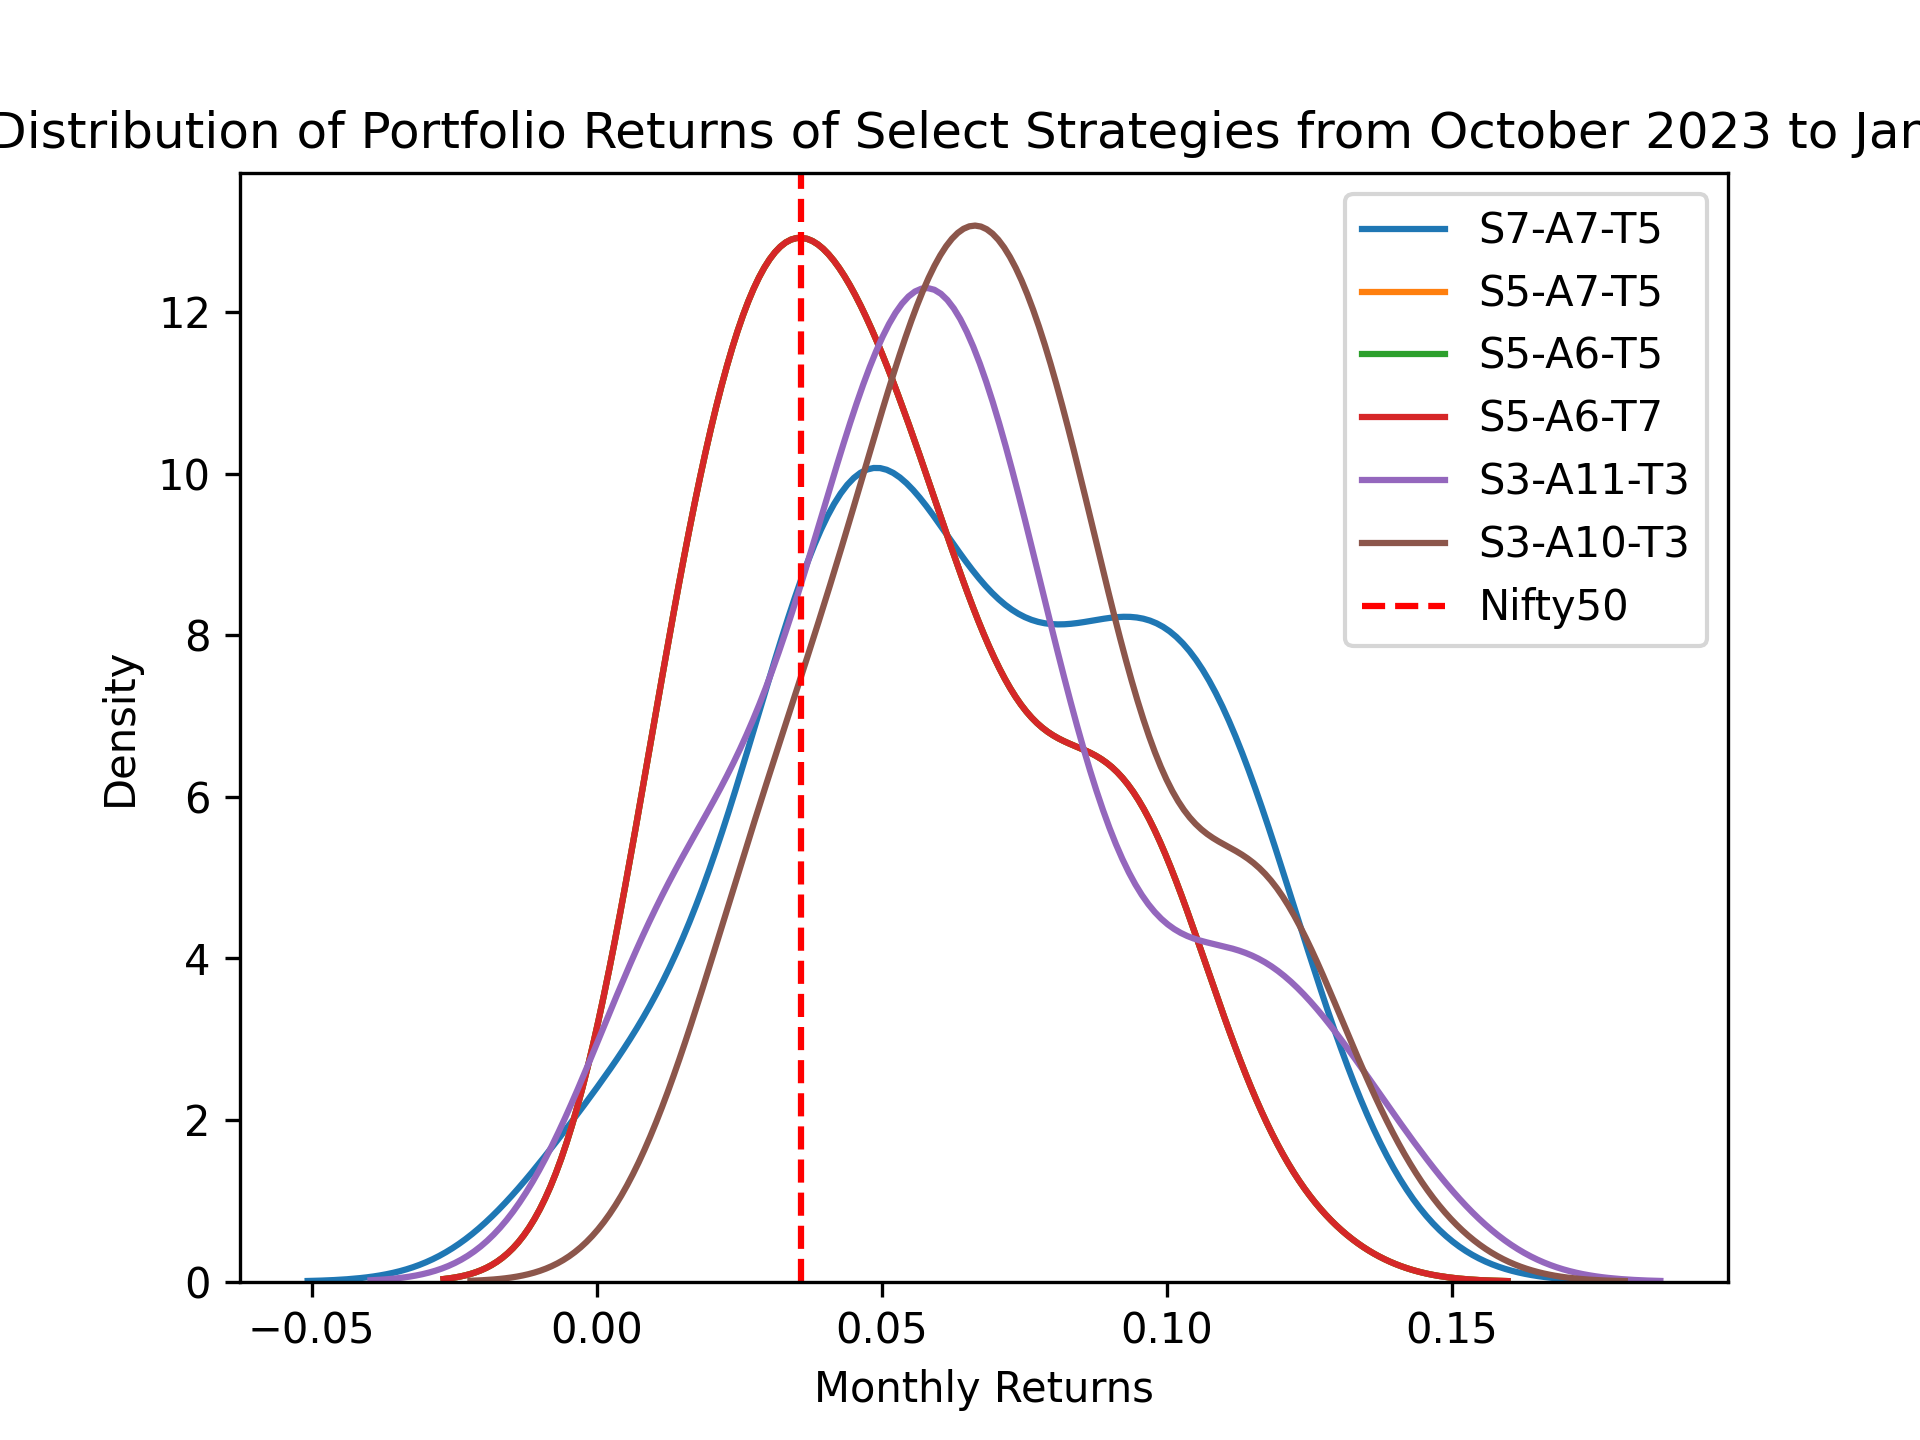 Distribution of Portfolio Returns of Select Strategies from October 2023 to Jan
S7-A7-T5
S5-A7-T5
S5-A6-T5
S5-A6-T7
S3-A11-T3
S3-A10-T3
Nifty50
Density
12
10
8
6
4
2
0
−0.05
0.00
0.05
0.10
0.15
Monthly Returns